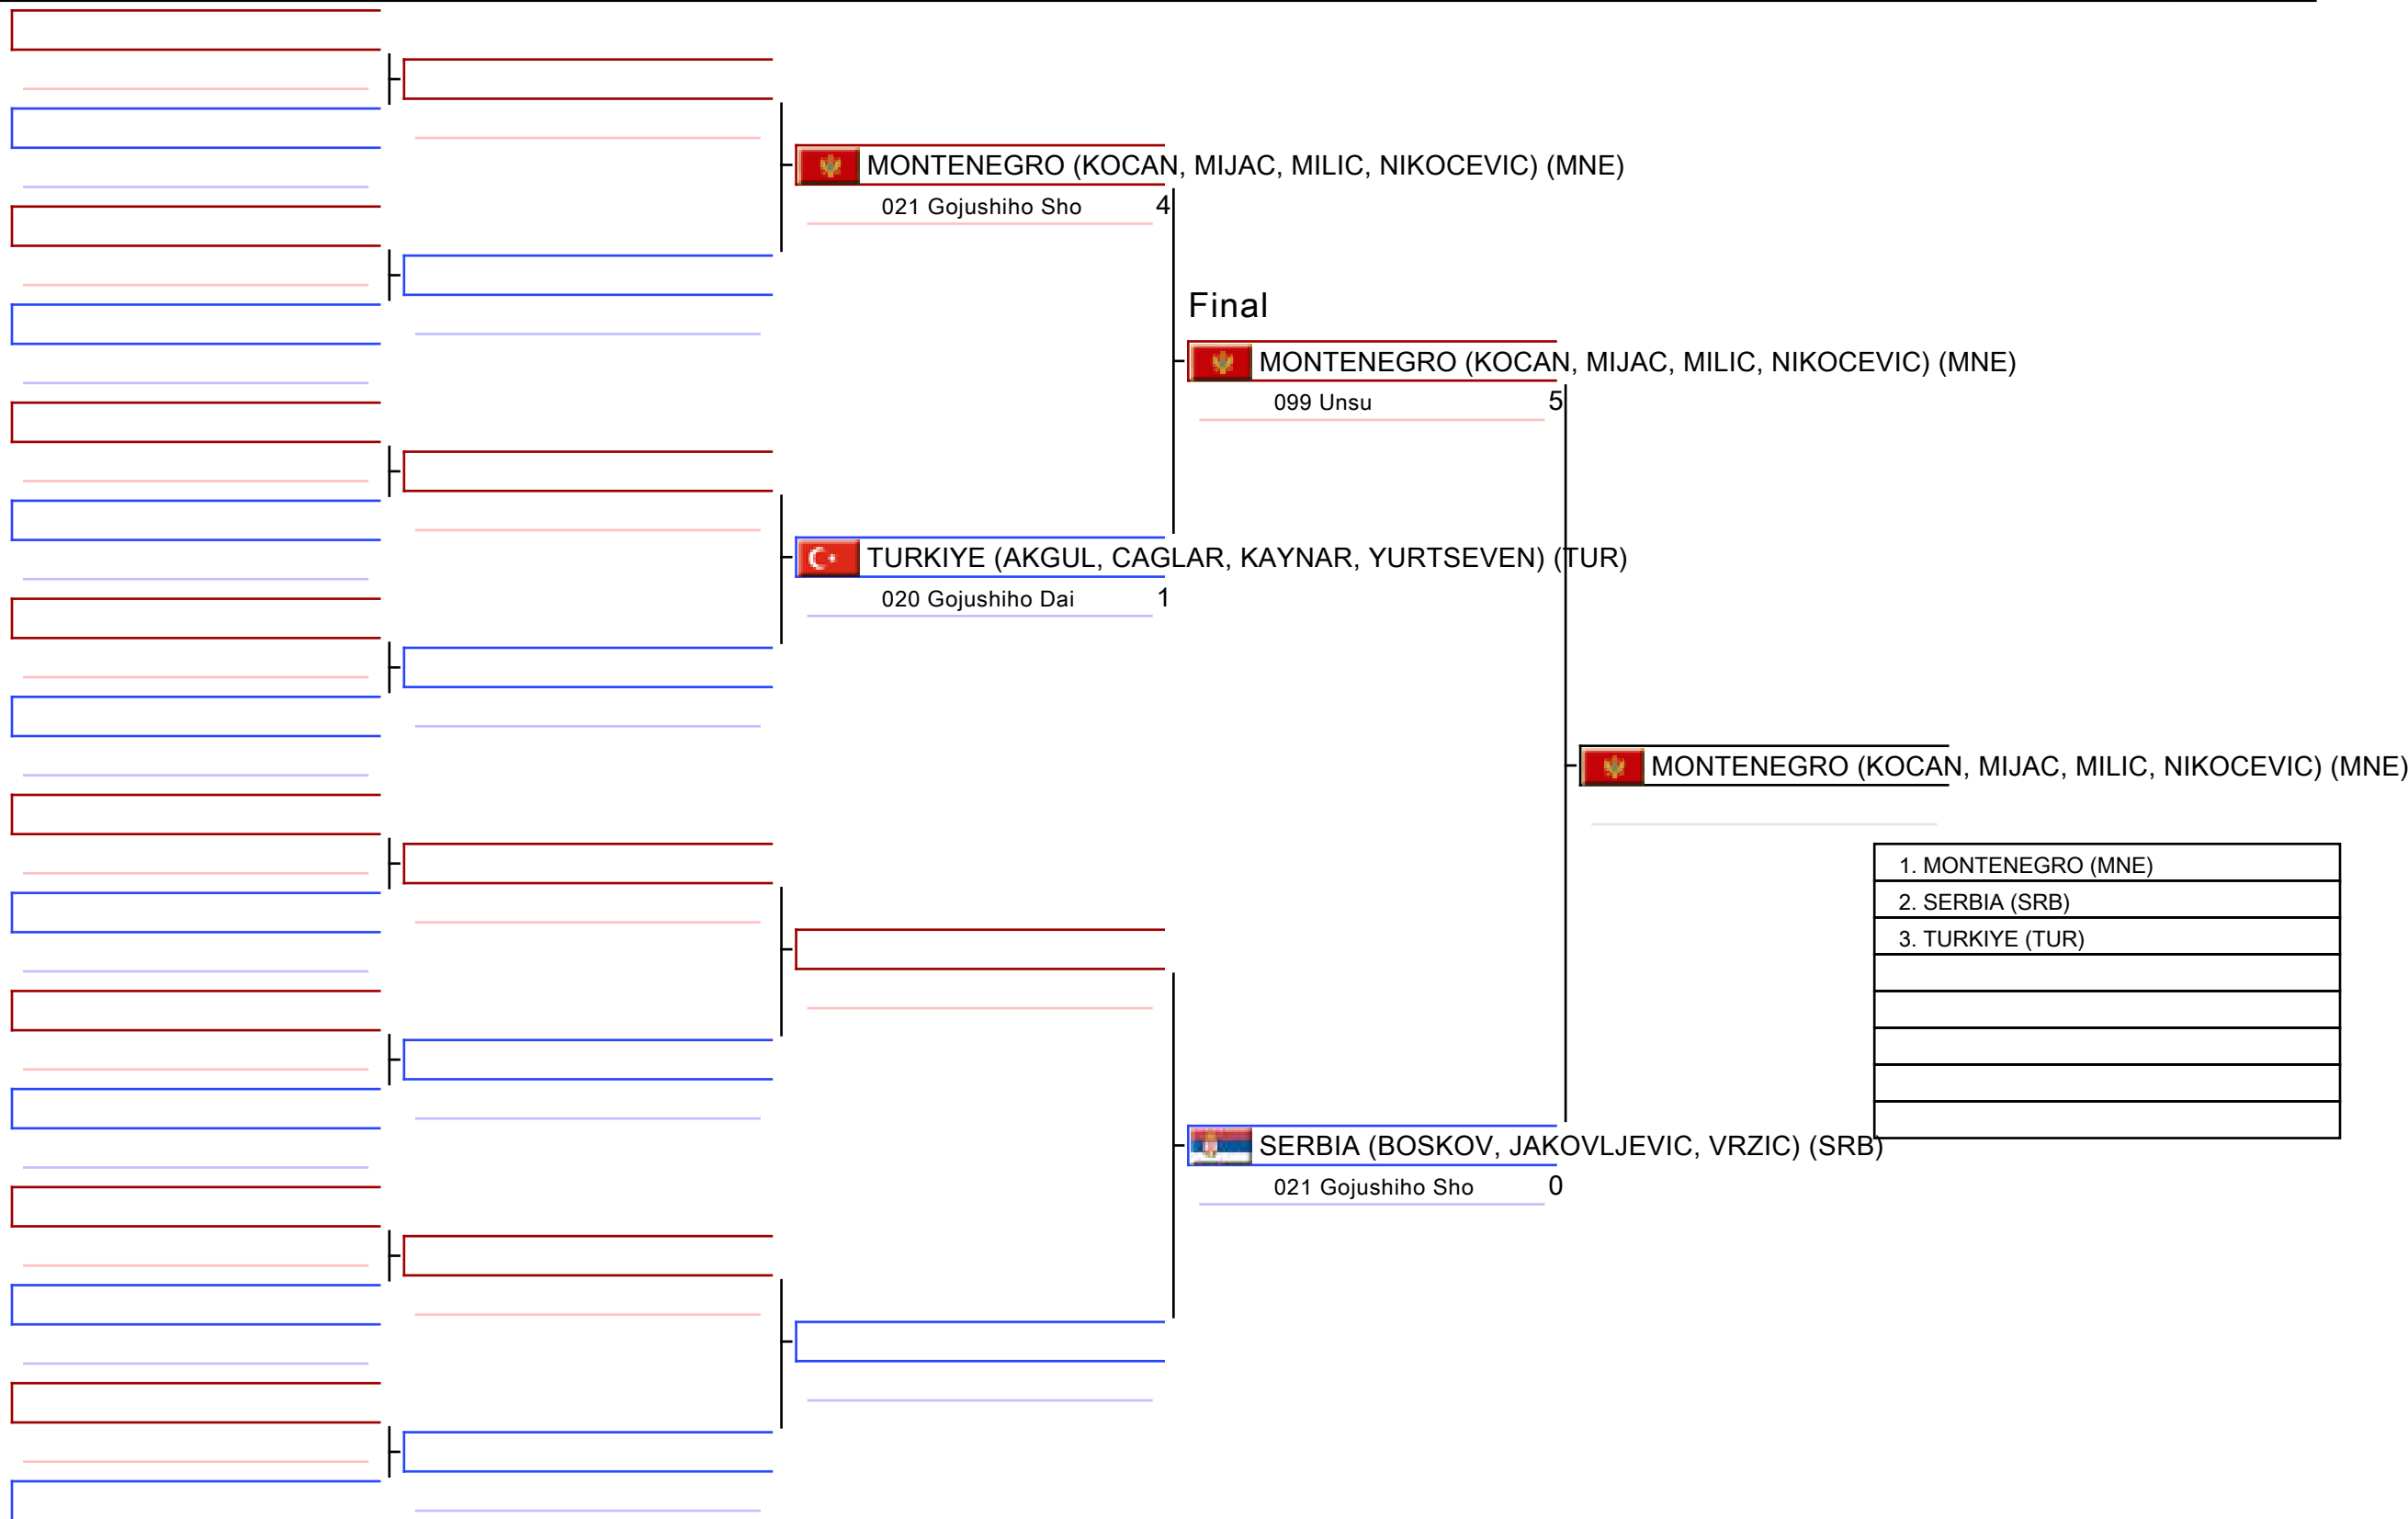 MONTENEGRO (KOCAN, MIJAC, MILIC, NIKOCEVIC) (MNE)
021 Gojushiho Sho 4
Final
MONTENEGRO (KOCAN, MIJAC, MILIC, NIKOCEVIC) (MNE)
099 Unsu 5
TURKIYE (AKGUL, CAGLAR, KAYNAR, YURTSEVEN) (TUR)
020 Gojushiho Dai 1
MONTENEGRO (KOCAN, MIJAC, MILIC, NIKOCEVIC) (MNE)
1. MONTENEGRO (MNE)
2. SERBIA (SRB)
3. TURKIYE (TUR)
SERBIA (BOSKOV, JAKOVLJEVIC, VRZIC) (SRB)
021 Gojushiho Sho 0